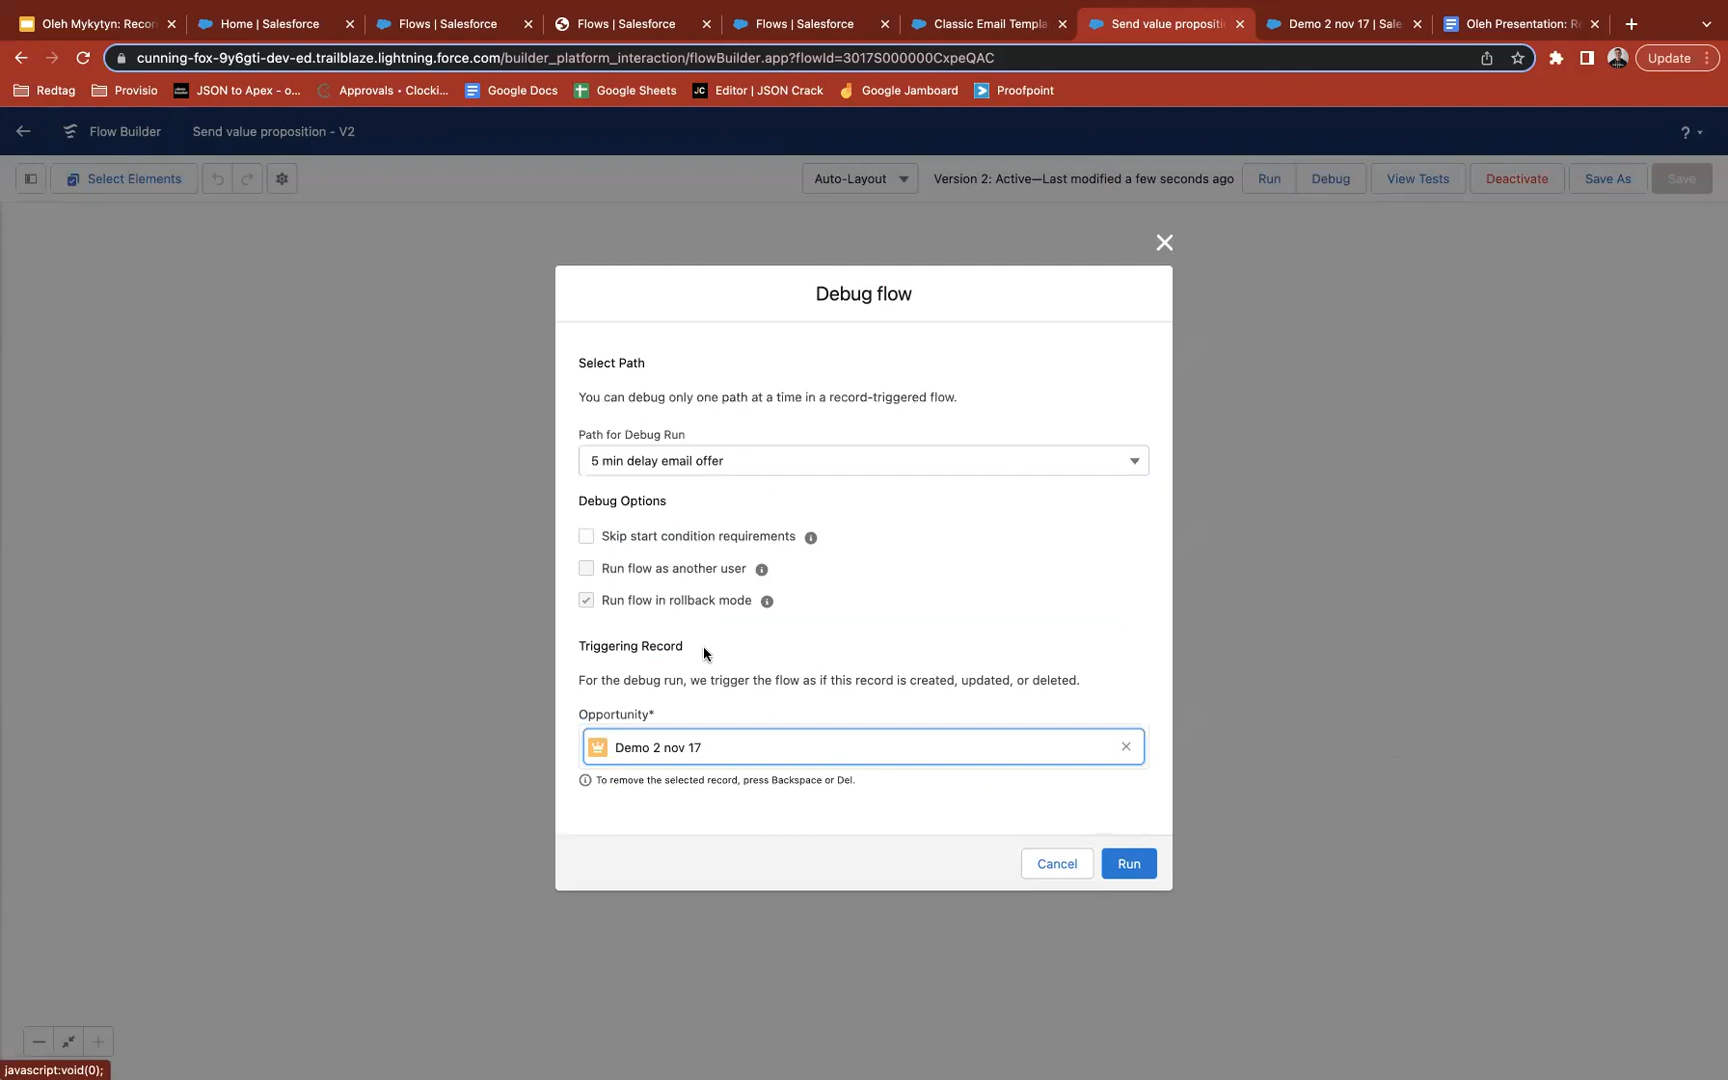 Oleh Mykytyn: Recor
Home | Salesforce
Flows | Salesforce
Flows | Salesforce
Flows | Salesforce
Classic Email Templa
Send value propositi
Demo 2 nov 17 | Sale
Oleh Presentation: R
cunning-fox-9y6gti-dev-ed.trailblaze.lightning.force.com/builder_platform_interaction/flowBuilder.app?flowId=3017S000000CxpeQAC
Update
Redtag
Provisio
JSON to Apex - o...
Approvals • Clocki...
Google Docs
Google Sheets
JC Editor | JSON Crack
Google Jamboard
Proofpoint
Flow Builder
Send value proposition - V2
?
Select Elements
Auto-Layout
Version 2: Active—Last modified a few seconds ago
Run
Debug
View Tests
Deactivate
Save As
Save
Debug flow
Select Path
You can debug only one path at a time in a record-triggered flow.
Path for Debug Run
5 min delay email offer
Debug Options
Skip start condition requirements
Run flow as another user
Run flow in rollback mode
Triggering Record
For the debug run, we trigger the flow as if this record is created, updated, or deleted.
Opportunity*
Demo 2 nov 17
To remove the selected record, press Backspace or Del.
Cancel
Run
javascript:void(0);